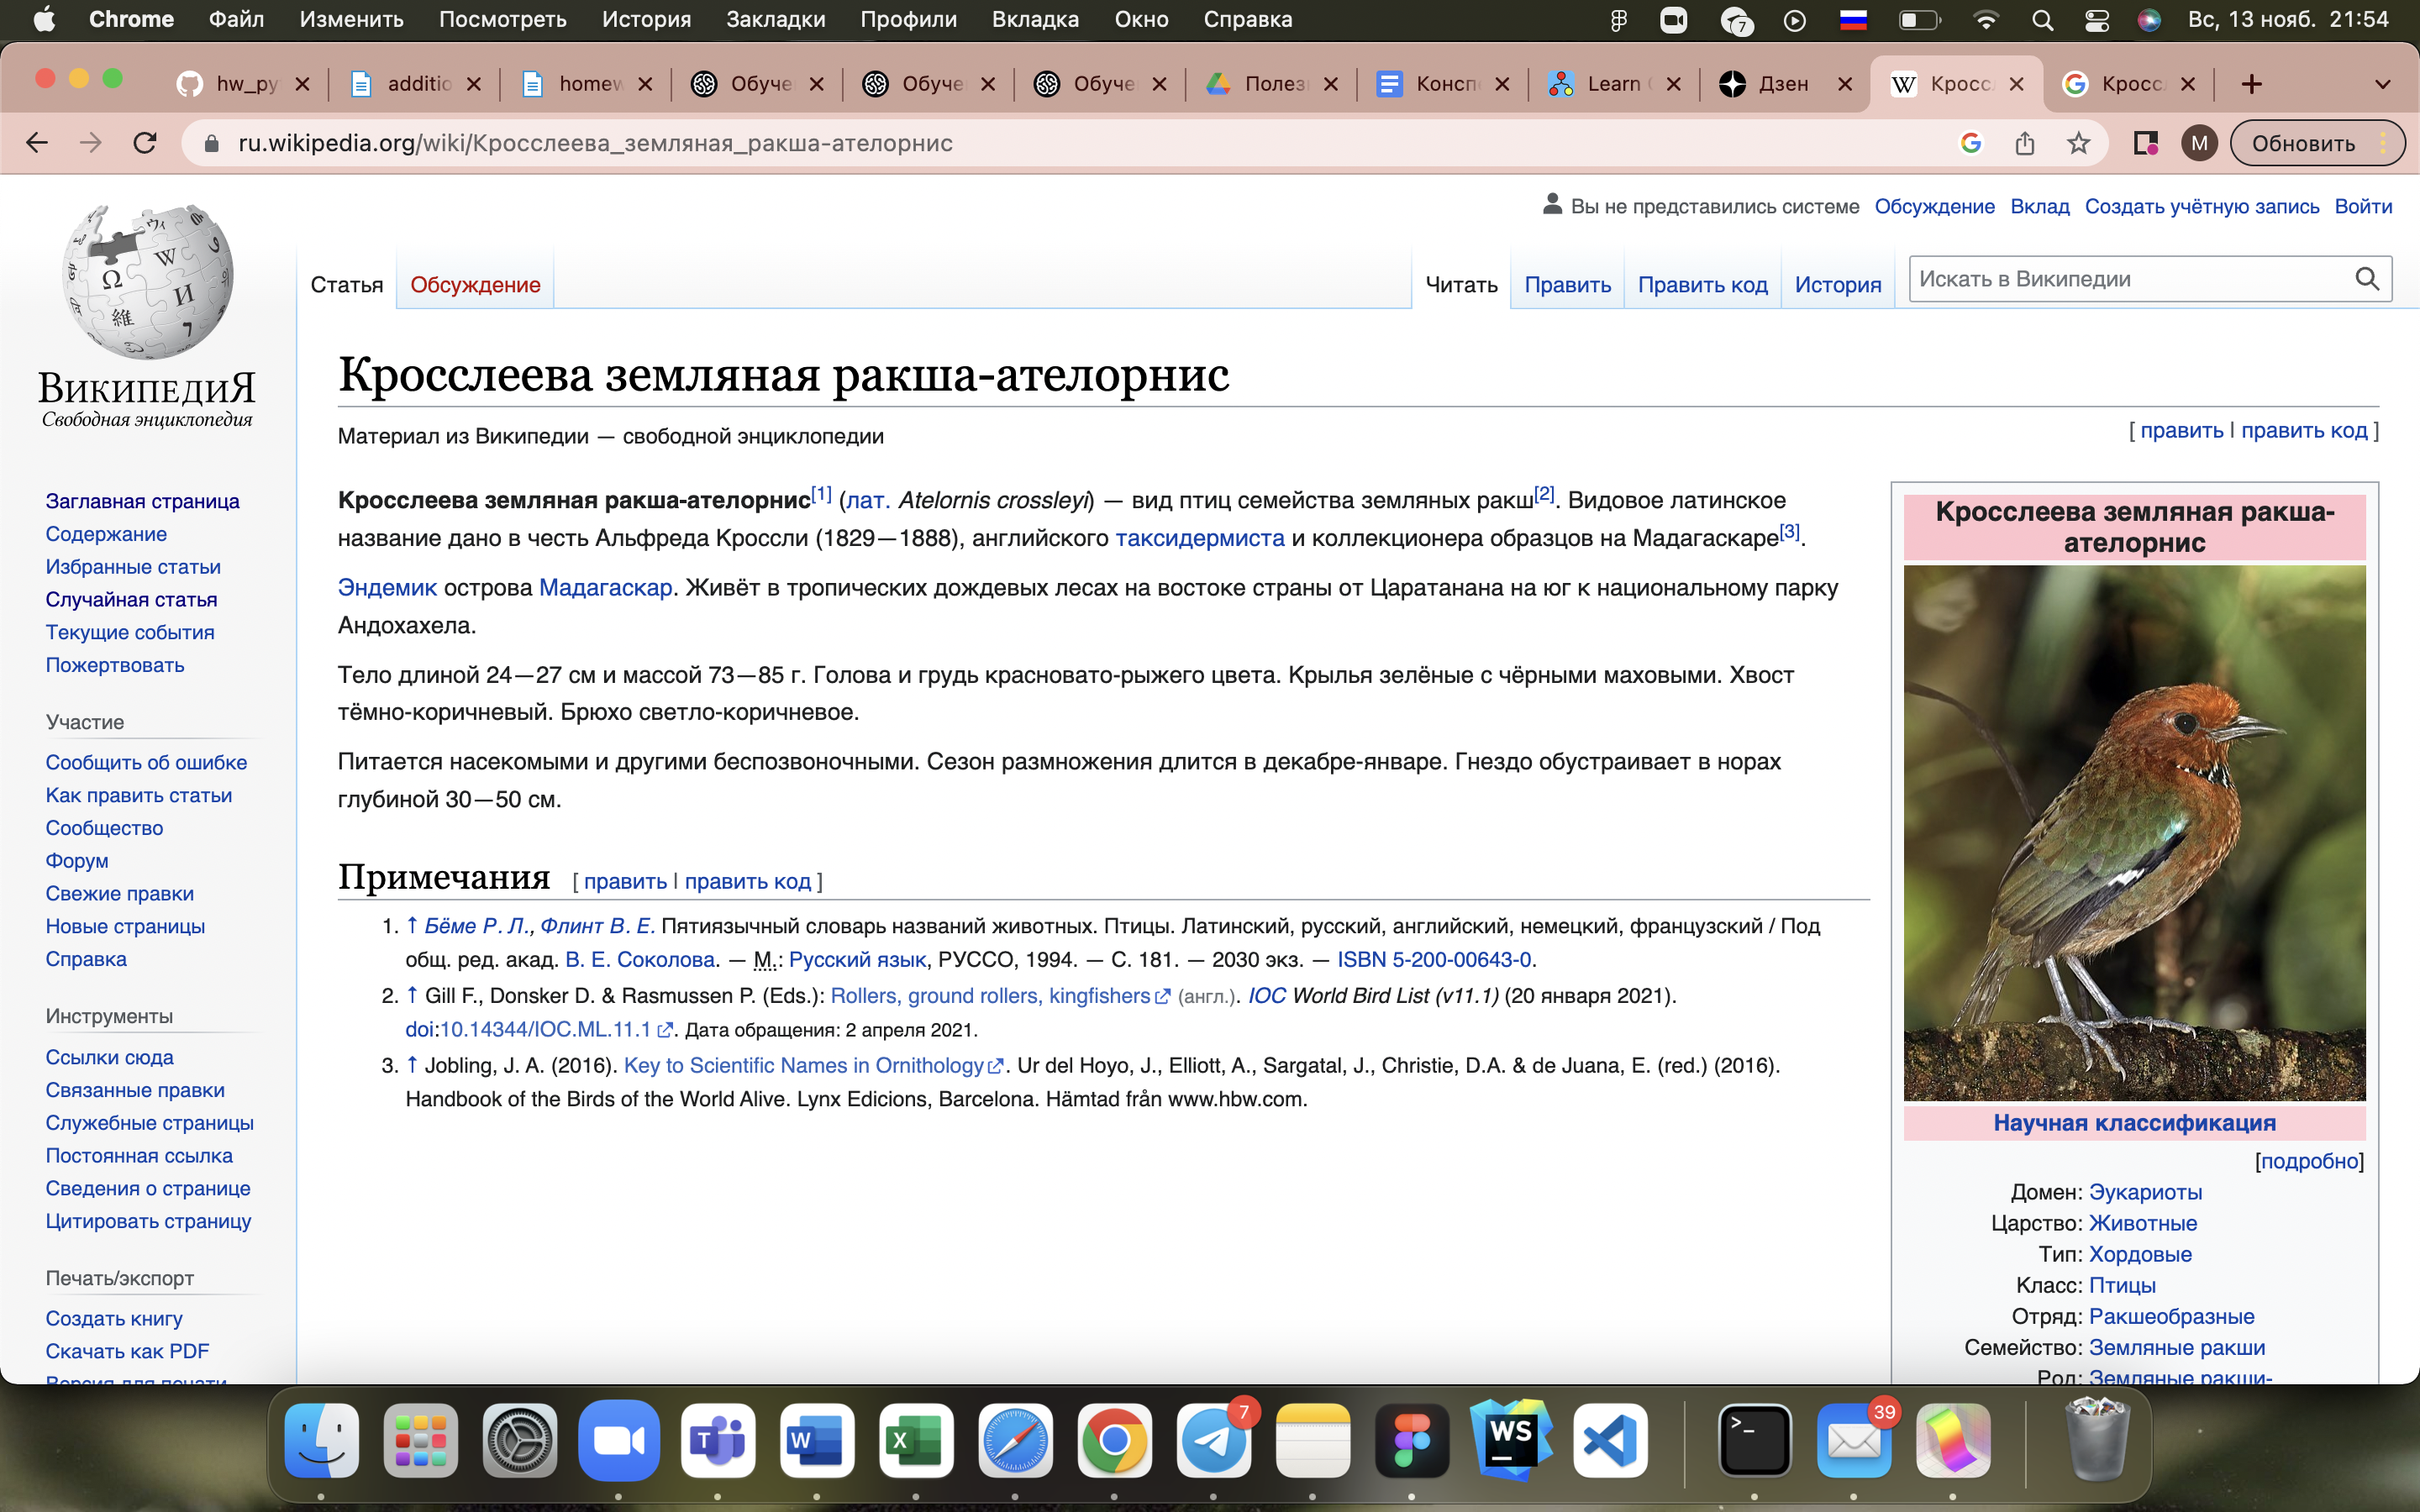 Chrome Файл Изменить Посмотреть История Закладки Профили Вкладка Окно Справка 7 Вс, 13 нояб. 21:54
hw_py additio homew Обуче Обуче Обуче Полез Консп Learn Дзен Кросс Кросс
ru.wikipedia.org/wiki/Кросслеева_земляная_ракша-ателорнис M Обновить
Вы не представились системе Обсуждение Вклад Создать учётную запись Войти
Статья Обсуждение Читать Править Править код История Искать в Википедии
ВикипедиЯ
Свободная энциклопедия
Заглавная страница
Содержание
Избранные статьи
Случайная статья
Текущие события
Пожертвовать
Участие
Сообщить об ошибке
Как править статьи
Сообщество
Форум
Свежие правки
Новые страницы
Справка
Инструменты
Ссылки сюда
Связанные правки
Служебные страницы
Постоянная ссылка
Сведения о странице
Цитировать страницу
Печать/экспорт
Создать книгу
Скачать как PDF
Версия для печати
Кросслеева земляная ракша-ателорнис
Материал из Википедии — свободной энциклопедии
[ править | править код ]
Кросслеева земляная ракша-ателорнис[1] (лат. Atelornis crossleyi) — вид птиц семейства земляных ракш[2]. Видовое латинское
название дано в честь Альфреда Кроссли (1829—1888), английского таксидермиста и коллекционера образцов на Мадагаскаре[3].
Эндемик острова Мадагаскар. Живёт в тропических дождевых лесах на востоке страны от Царатанана на юг к национальному парку
Андохахела.
Тело длиной 24—27 см и массой 73—85 г. Голова и грудь красновато-рыжего цвета. Крылья зелёные с чёрными маховыми. Хвост
тёмно-коричневый. Брюхо светло-коричневое.
Питается насекомыми и другими беспозвоночными. Сезон размножения длится в декабре-январе. Гнездо обустраивает в норах
глубиной 30—50 см.
Примечания [ править | править код ]
1. ↑ Бёме Р. Л., Флинт В. Е. Пятиязычный словарь названий животных. Птицы. Латинский, русский, английский, немецкий, французский / Под
общ. ред. акад. В. Е. Соколова. — М.: Русский язык, РУССО, 1994. — С. 181. — 2030 экз. — ISBN 5-200-00643-0.
2. ↑ Gill F., Donsker D. & Rasmussen P. (Eds.): Rollers, ground rollers, kingfishers (англ.). IOC World Bird List (v11.1) (20 января 2021).
doi:10.14344/IOC.ML.11.1. Дата обращения: 2 апреля 2021.
3. ↑ Jobling, J. A. (2016). Key to Scientific Names in Ornithology. Ur del Hoyo, J., Elliott, A., Sargatal, J., Christie, D.A. & de Juana, E. (red.) (2016).
Handbook of the Birds of the World Alive. Lynx Edicions, Barcelona. Hämtad från www.hbw.com.
Кросслеева земляная ракша-
ателорнис
Научная классификация
[подробно]
Домен: Эукариоты
Царство: Животные
Тип: Хордовые
Класс: Птицы
Отряд: Ракшеобразные
Семейство: Земляные ракши
Род: Земляные ракши-
7
WS
39